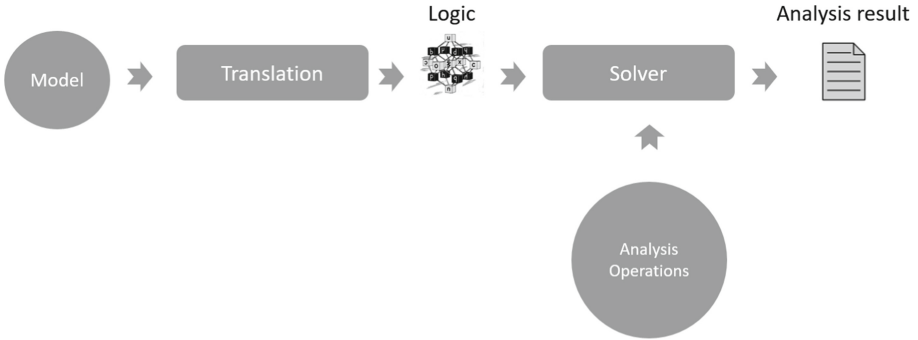 Logic
Analysis result
Model
Translation
Solver
Analysis
Operations